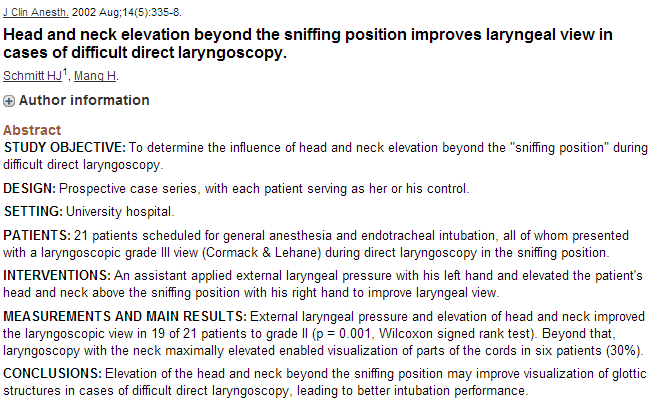 J Clin Anesth. 2002 Aug;14(5):335-8.
Head and neck elevation beyond the sniffing position improves laryngeal view in
cases of difficult direct laryngoscopy.
Schmitt HJ1, Mang H.
Author information
Abstract
STUDY OBJECTIVE: To determine the influence of head and neck elevation beyond the "sniffing position" during
difficult direct laryngoscopy.
DESIGN: Prospective case series, with each patient serving as her or his control.
SETTING: University hospital.
PATIENTS: 21 patients scheduled for general anesthesia and endotracheal intubation, all of whom presented
with a laryngoscopic grade III view (Cormack & Lehane) during direct laryngoscopy in the sniffing position.
INTERVENTIONS: An assistant applied external laryngeal pressure with his left hand and elevated the patient's
head and neck above the sniffing position with his right hand to improve laryngeal view.
MEASUREMENTS AND MAIN RESULTS: External laryngeal pressure and elevation of head and neck improved
the laryngoscopic view in 19 of 21 patients to grade II (p = 0.001, Wilcoxon signed rank test). Beyond that,
laryngoscopy with the neck maximally elevated enabled visualization of parts of the cords in six patients (30%).
CONCLUSIONS: Elevation of the head and neck beyond the sniffing position may improve visualization of glottic
structures in cases of difficult direct laryngoscopy, leading to better intubation performance.